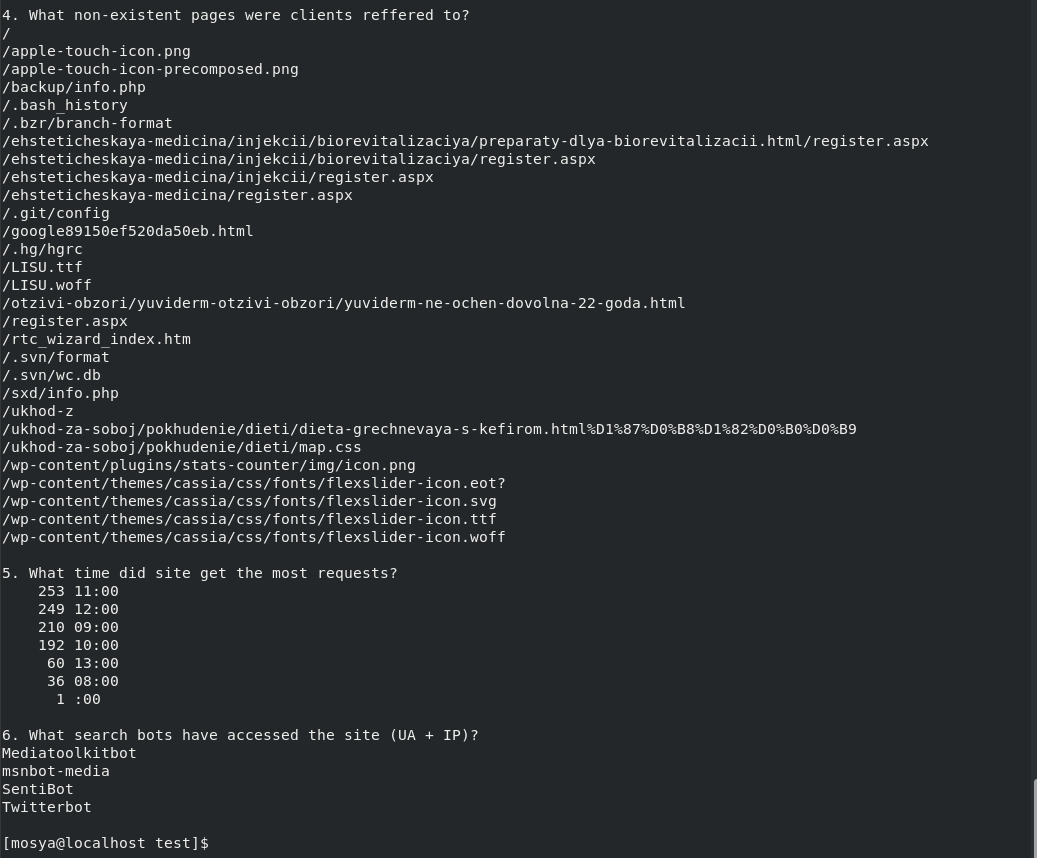 4. What non-existent pages were clients reffered to?
/
/apple-touch-icon.png
/apple-touch-icon-precomposed.png
/backup/info.php
/.bash_history
/.bzr/branch-format
/ehsteticheskaya-medicina/injekcii/biorevitalizaciya/preparaty-dlya-biorevitalizacii.html/register.aspx
/ehsteticheskaya-medicina/injekcii/biorevitalizaciya/register.aspx
/ehsteticheskaya-medicina/injekcii/register.aspx
/ehsteticheskaya-medicina/register.aspx
/.git/config
/google89150ef520da50eb.html
/.hg/hgrc
/LISU.ttf
/LISU.woff
/otzivi-obzori/yuviderm-otzivi-obzori/yuviderm-ne-ochen-dovolna-22-goda.html
/register.aspx
/rtc_wizard_index.htm
/.svn/format
/.svn/wc.db
/sxd/info.php
/ukhod-z
/ukhod-za-soboj/pokhudenie/dieti/dieta-grechnevaya-s-kefirom.html%D1%87%D0%B8%D1%82%D0%B0%D0%B9
/ukhod-za-soboj/pokhudenie/dieti/map.css
/wp-content/plugins/stats-counter/img/icon.png
/wp-content/themes/cassia/css/fonts/flexslider-icon.eot?
/wp-content/themes/cassia/css/fonts/flexslider-icon.svg
/wp-content/themes/cassia/css/fonts/flexslider-icon.ttf
/wp-content/themes/cassia/css/fonts/flexslider-icon.woff
5. What time did site get the most requests?
253 11:00
249 12:00
210 09:00
192 10:00
60 13:00
36 08:00
1 :00
6. What search bots have accessed the site (UA + IP)?
Mediatoolkitbot
msnbot-media
SentiBot
Twitterbot
[mosya@localhost test]$